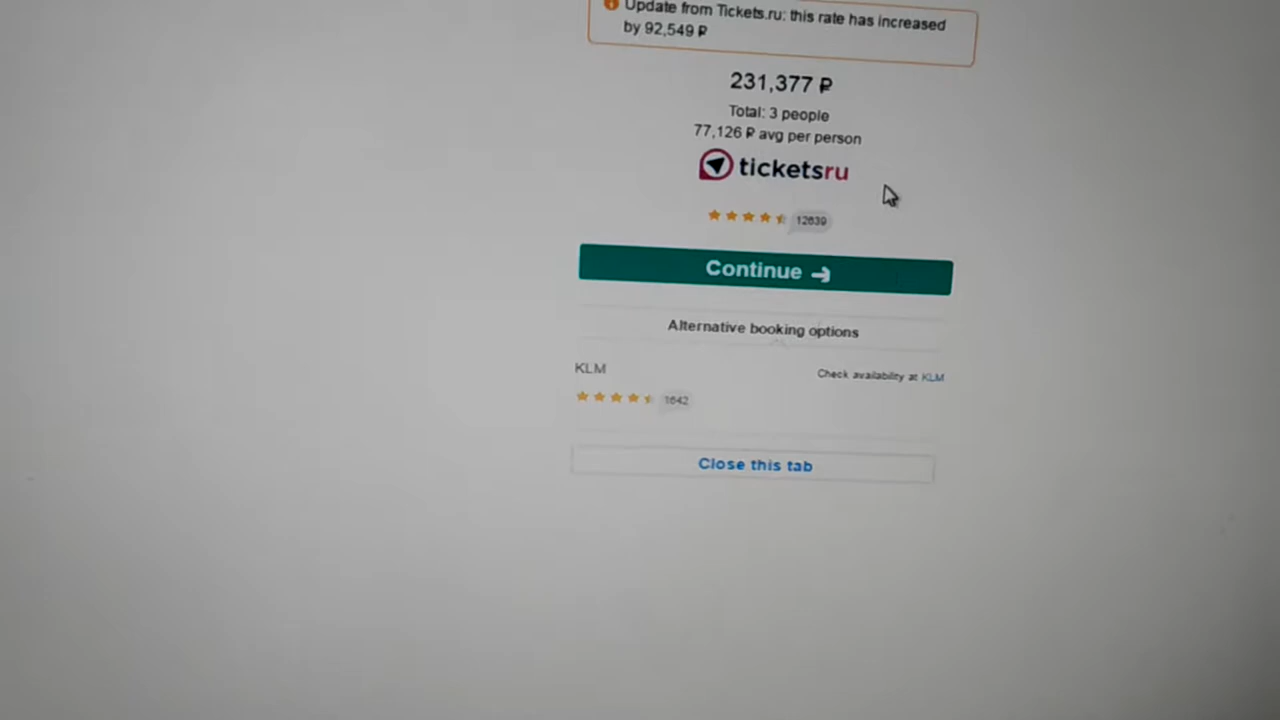 Update from Tickets.ru: this rate has increased
by 92,549 ₽
231,377 ₽
Total: 3 people
77,126 ₽ avg per person
ticketsru
12639
Continue
Alternative booking options
KLM
Check availability at KLM
1642
Close this tab